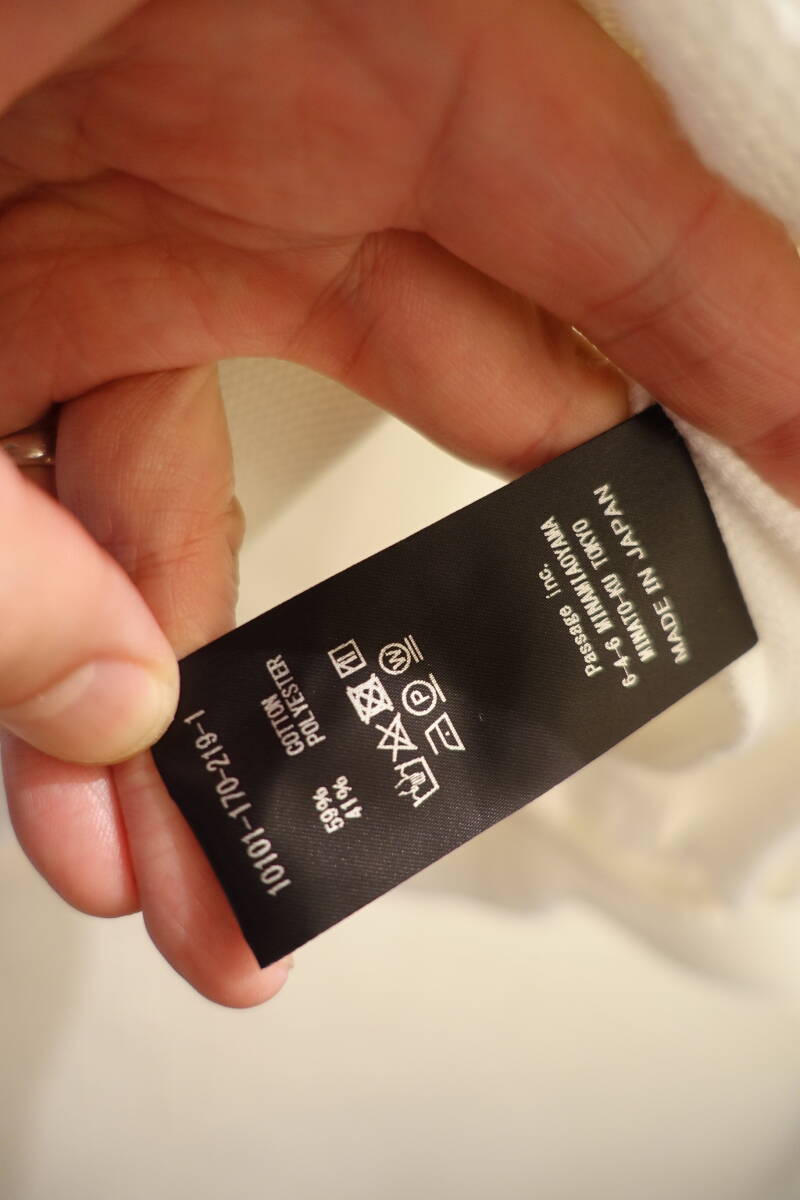 10101-170-219-1
59% COTTON
41% POLYESTER
W
P
Passage inc.
6-4-6 MINAMIAOYAMA
MINATO-KU TOKYO
MADE IN JAPAN